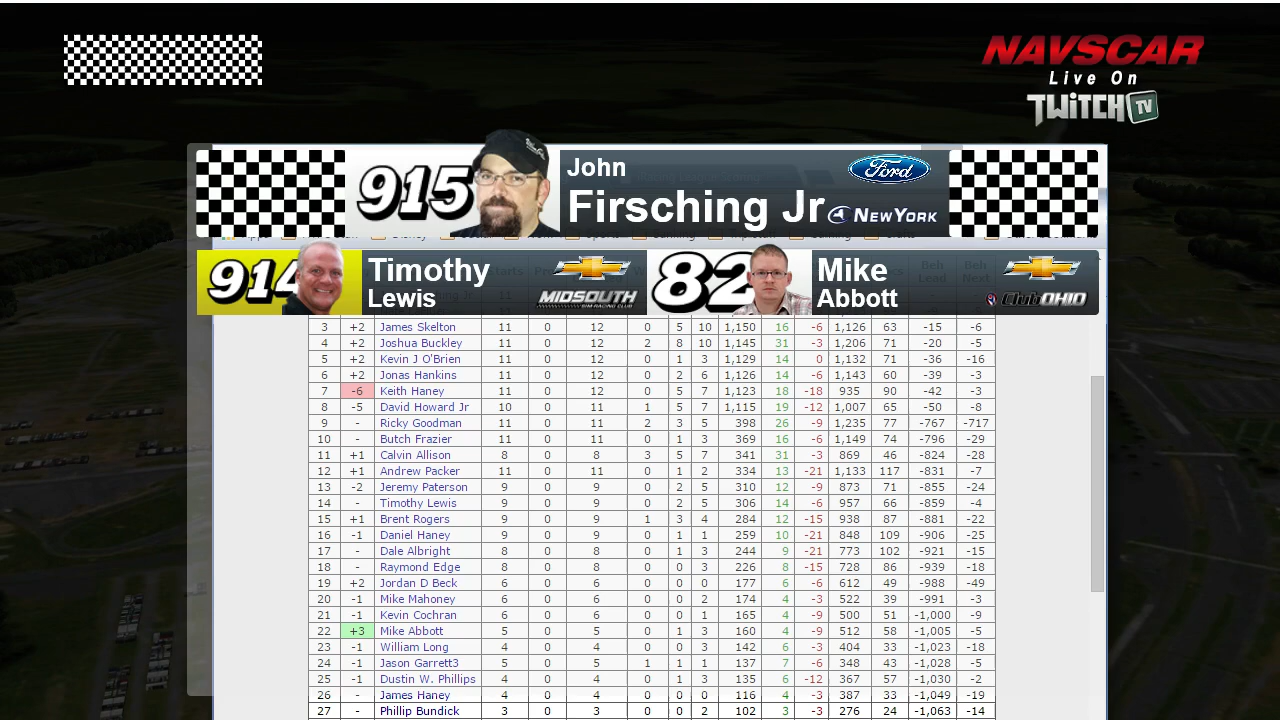 NAVSCAR
Live On
TWITCH TV
915 John Ford
Firsching Jr NEWYORK
914 Timothy Lewis MIDSOUTH SIM RACING CLUB
82 Mike Abbott Club OHIO
Beh Lead Beh Next
3 +2 James Skelton 11 0 12 0 5 10 1,150 16 -6 1,126 63 -15 -6
4 +2 Joshua Buckley 11 0 12 2 8 10 1,145 31 -3 1,206 71 -20 -5
5 +2 Kevin J O'Brien 11 0 12 0 1 3 1,129 14 0 1,132 71 -36 -16
6 +2 Jonas Hankins 11 0 12 0 2 6 1,126 14 -6 1,143 60 -39 -3
7 -6 Keith Haney 11 0 12 0 5 7 1,123 18 -18 935 90 -42 -3
8 -5 David Howard Jr 10 0 11 1 5 7 1,115 19 -12 1,007 65 -50 -8
9 - Ricky Goodman 11 0 11 2 3 5 398 26 -9 1,235 77 -767 -717
10 - Butch Frazier 11 0 11 0 1 3 369 16 -6 1,149 74 -796 -29
11 +1 Calvin Allison 8 0 8 3 5 7 341 31 -3 869 46 -824 -28
12 +1 Andrew Packer 11 0 11 0 1 2 334 13 -21 1,133 117 -831 -7
13 -2 Jeremy Paterson 9 0 9 0 2 5 310 12 -9 873 71 -855 -24
14 - Timothy Lewis 9 0 9 0 2 5 306 14 -6 957 66 -859 -4
15 +1 Brent Rogers 9 0 9 1 3 4 284 12 -15 938 87 -881 -22
16 -1 Daniel Haney 9 0 9 0 1 1 259 10 -21 848 109 -906 -25
17 - Dale Albright 8 0 8 0 1 3 244 9 -21 773 102 -921 -15
18 - Raymond Edge 8 0 8 0 0 3 226 8 -15 728 86 -939 -18
19 +2 Jordan D Beck 6 0 6 0 0 0 177 6 -6 612 49 -988 -49
20 -1 Mike Mahoney 6 0 6 0 0 2 174 4 -3 522 39 -991 -3
21 -1 Kevin Cochran 6 0 6 0 0 1 165 4 -9 500 51 -1,000 -9
22 +3 Mike Abbott 5 0 5 0 1 3 160 4 -9 512 58 -1,005 -5
23 -1 William Long 4 0 4 0 0 3 142 6 -3 404 33 -1,023 -18
24 -1 Jason Garrett3 5 0 5 1 1 1 137 7 -6 348 43 -1,028 -5
25 -1 Dustin W. Phillips 4 0 4 0 1 3 135 6 -12 367 57 -1,030 -2
26 - James Haney 4 0 4 0 0 0 116 4 -3 387 33 -1,049 -19
27 - Phillip Bundick 3 0 3 0 0 2 102 3 -3 276 24 -1,063 -14